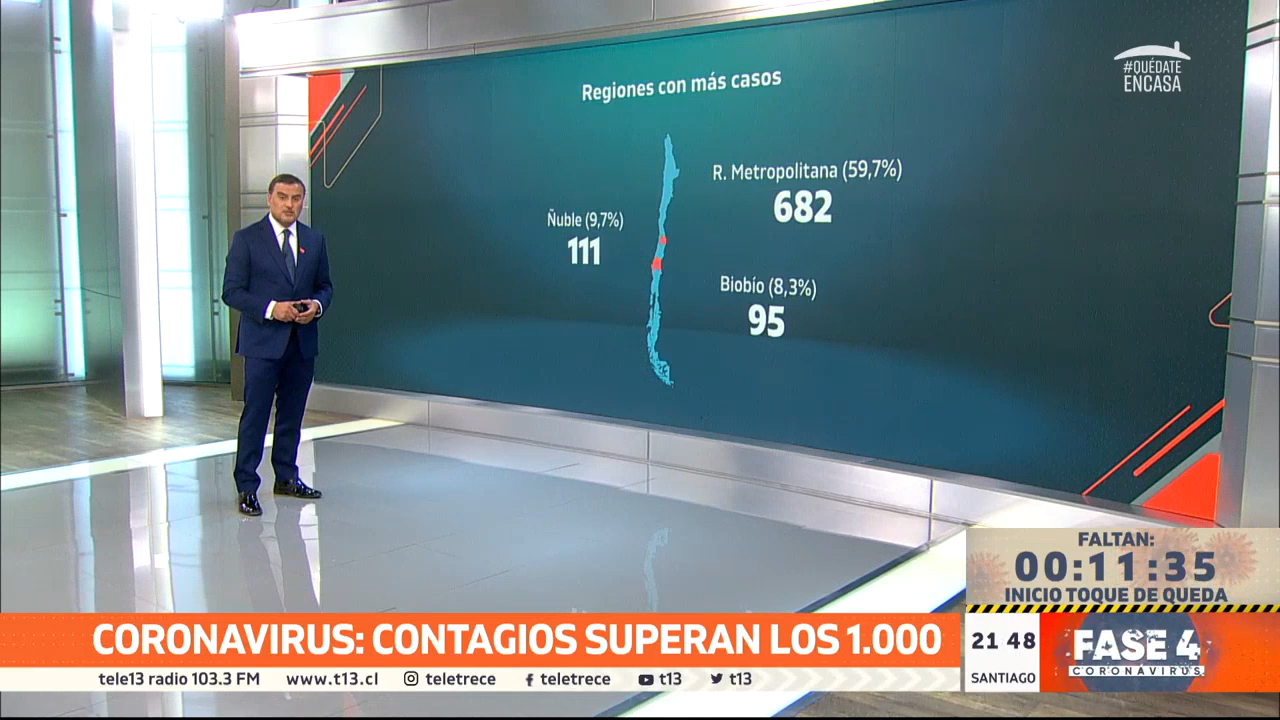 #QUÉDATE
ENCASA
Regiones con más casos
R. Metropolitana (59,7%)
682
Ñuble (9,7%)
111
Biobío (8,3%)
95
FALTAN:
00:11:35
INICIO TOQUE DE QUEDA
CORONAVIRUS: CONTAGIOS SUPERAN LOS 1.000
21 48
SANTIAGO
FASE 4
CORONAVIRUS
tele13 radio 103.3 FM www.t13.cl teletrece teletrece t13 t13